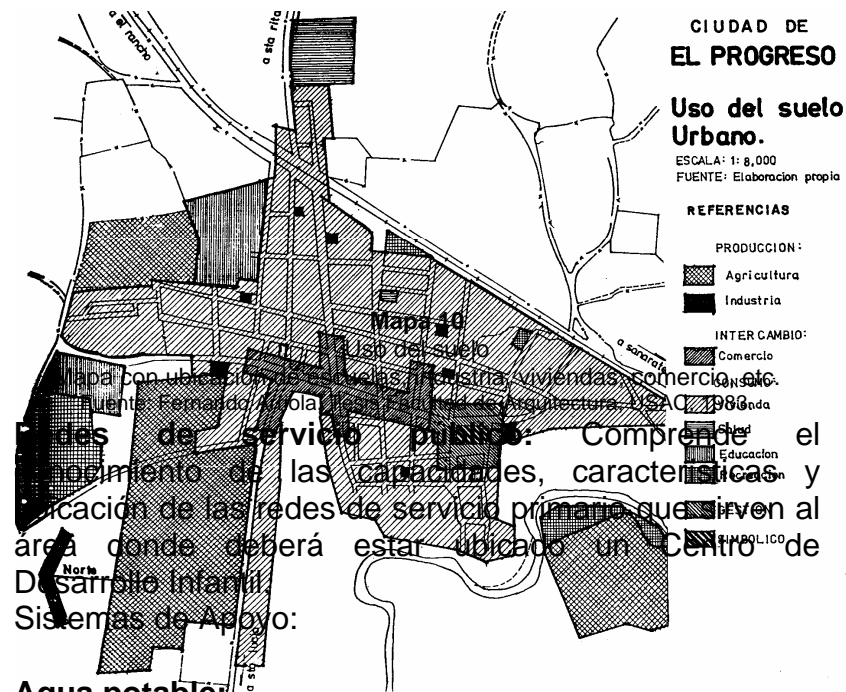 a el rancho
a sta rita
CIUDAD DE
EL PROGRESO
Uso del suelo
Urbano.
ESCALA: 1: 8,000
FUENTE: Elaboracion propia
REFERENCIAS
PRODUCCION:
Agricultura
Industria
INTERCAMBIO:
Comercio
CONSUMO:
Vivienda
Salud
Educacion
Recreacion
GESTION
SIMBOLICO
a sanarate
Norte
Mapa 10
Uso del suelo
Mapa con ubicación de escuelas, industria, viviendas, comercio, etc.
Fuente: Fernando Arriola, Tesis Facultad de Arquitectura, USAC, 1983.
Redes de servicio público: Comprende el
conocimiento de las capacidades, características y
ubicación de las redes de servicio primario que sirven al
área donde deberá estar ubicado un Centro de
Desarrollo Infantil.
Sistemas de Apoyo:
a sta
Agua potable: